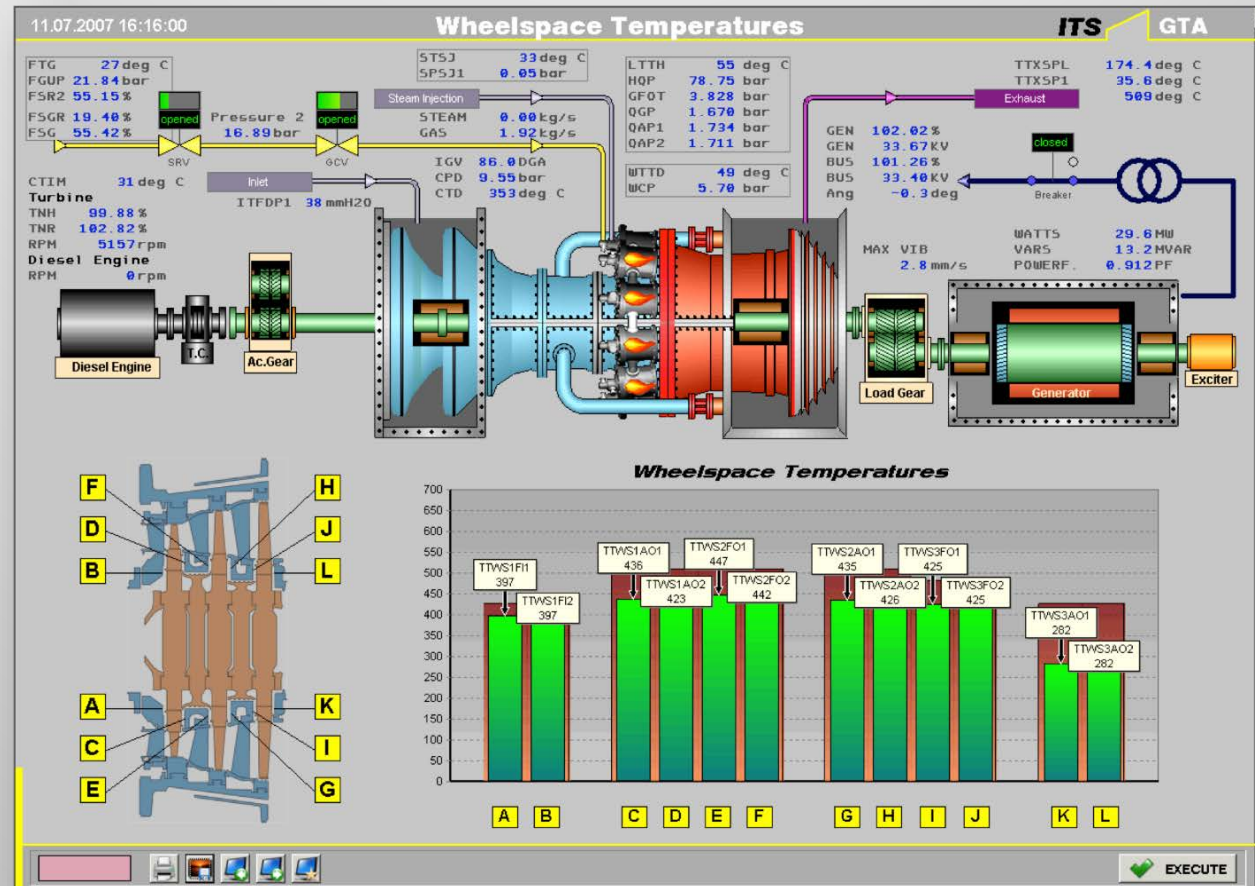 11.07.2007 16:16:00
Wheelspace Temperatures
ITS GTA
FTG 27 deg C
FGUP 21.84 bar
FSR2 55.15 %
FSGR 19.40 %
FSG 55.42 %
opened
SRV
Pressure 2
16.89 bar
opened
GCV
STSJ 33 deg C
SPSJ1 0.05 bar
Steam Injection
STEAM 0.00 kg/s
GAS 1.92 kg/s
IGV 86.0 DGA
CPD 9.55 bar
CTD 353 deg C
LTTH 55 deg C
HQP 78.75 bar
GFOT 3.828 bar
QGP 1.670 bar
QAP1 1.734 bar
QAP2 1.711 bar
WTTD 49 deg C
WCP 5.70 bar
TTXSPL 174.4 deg C
TTXSP1 35.6 deg C
Exhaust
509 deg C
GEN 102.02 %
GEN 33.67 KV
BUS 101.26 %
BUS 33.40 KV
Ang -0.3 deg
closed
Breaker
CTIM 31 deg C
Turbine
TNH 99.88 %
TNR 102.82 %
RPM 5157 rpm
Diesel Engine
RPM 0 rpm
Inlet
ITFDP1 38 mmH2O
MAX VIB
2.8 mm/s
WATTS 29.6 MW
VARS 13.2 MVAR
POWERF. 0.912 PF
Diesel Engine
T.C.
Ac.Gear
Load Gear
Generator
Exciter
F
D
B
H
J
L
A
C
E
K
I
G
Wheelspace Temperatures
700
650
600
550
500
450
400
350
300
250
200
150
100
50
0
TTWS1FI1
397
TTWS1FI2
397
TTWS1AO1
436
TTWS1AO2
423
TTWS2FO1
447
TTWS2FO2
442
TTWS2AO1
435
TTWS2AO2
426
TTWS3FO1
425
TTWS3FO2
425
TTWS3AO1
282
TTWS3AO2
282
A B C D E F G H I J K L
EXECUTE